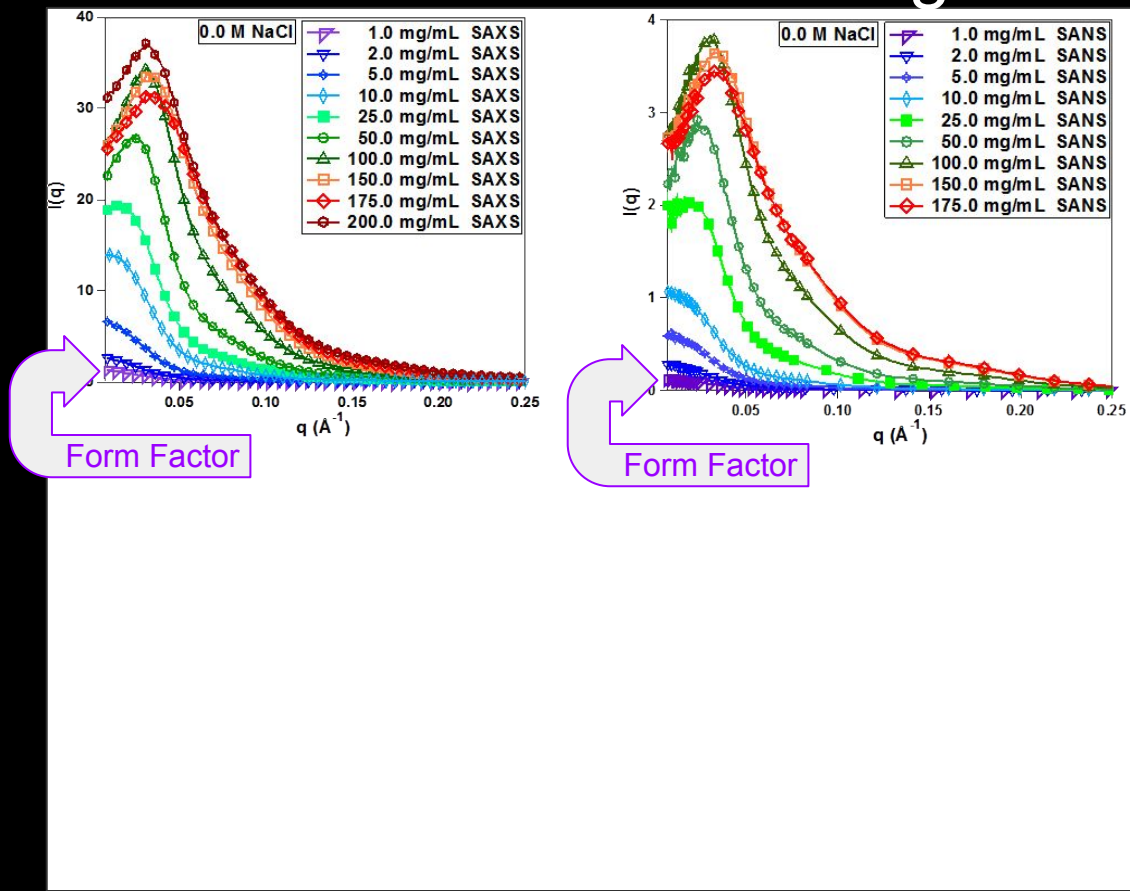 40
30
20
10
0
I(q)
0.0 M NaCl
1.0 mg/mL SAXS
2.0 mg/mL SAXS
5.0 mg/mL SAXS
10.0 mg/mL SAXS
25.0 mg/mL SAXS
50.0 mg/mL SAXS
100.0 mg/mL SAXS
150.0 mg/mL SAXS
175.0 mg/mL SAXS
200.0 mg/mL SAXS
0.05 0.10 0.15 0.20 0.25
q (Å⁻¹)
Form Factor
4
3
2
1
0
I(q)
0.0 M NaCl
1.0 mg/mL SANS
2.0 mg/mL SANS
5.0 mg/mL SANS
10.0 mg/mL SANS
25.0 mg/mL SANS
50.0 mg/mL SANS
100.0 mg/mL SANS
150.0 mg/mL SANS
175.0 mg/mL SANS
0.05 0.10 0.15 0.20 0.25
q (Å⁻¹)
Form Factor